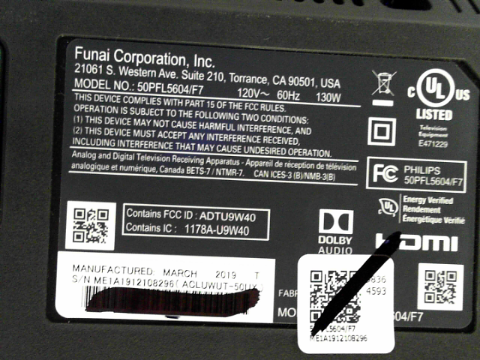 Funai Corporation, Inc.
21061 S. Western Ave. Suite 210, Torrance, CA 90501, USA
MODEL NO.: 50PFL5604/F7 120V~ 60Hz 130W
THIS DEVICE COMPLIES WITH PART 15 OF THE FCC RULES.
OPERATION IS SUBJECT TO THE FOLLOWING TWO CONDITIONS:
(1) THIS DEVICE MAY NOT CAUSE HARMFUL INTERFERENCE, AND
(2) THIS DEVICE MUST ACCEPT ANY INTERFERENCE RECEIVED,
INCLUDING INTERFERENCE THAT MAY CAUSE UNDESIRED OPERATION.
Analog and Digital Television Receiving Apparatus - Appareil de réception de télévision
analogique et numérique, Canada BETS-7 / NTMR-7. CAN ICES-3 (B)/NMB-3(B)
c UL US
LISTED
Television
Equipment
E471229
FC PHILIPS
50PFL5604/F7
UL Energy Verified
Rendement
Énergétique Vérifié
Contains FCC ID : ADTU9W40
Contains IC : 1178A-U9W40
DOLBY
AUDIO
HDMI
MANUFACTURED: MARCH 2019 T
S/N ME1A1912108296
4593
5604/F7
ME1A1912108296
/F7